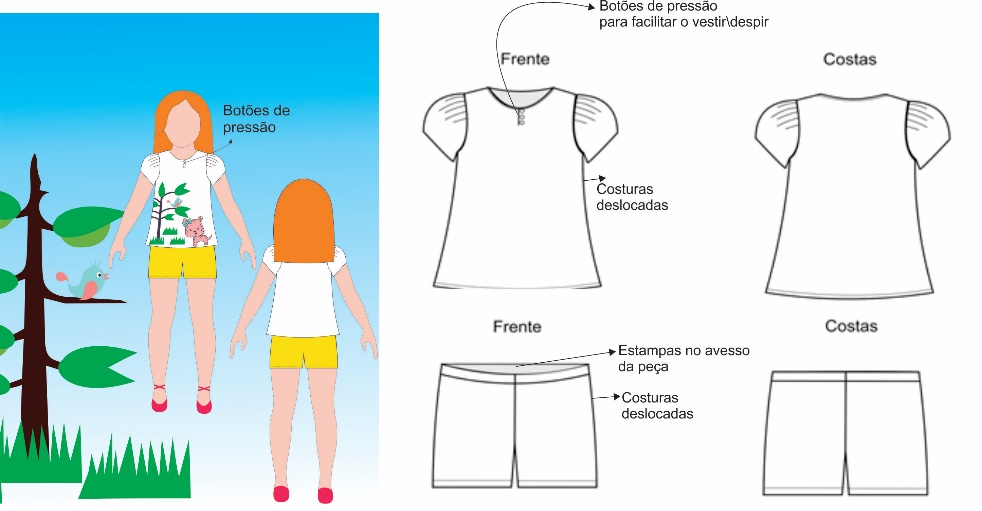 Botões de
pressão
Botões de pressão
para facilitar o vestir\despir
Frente
Costas
Costuras
deslocadas
Frente
Costas
Estampas no avesso
da peça
Costuras
deslocadas